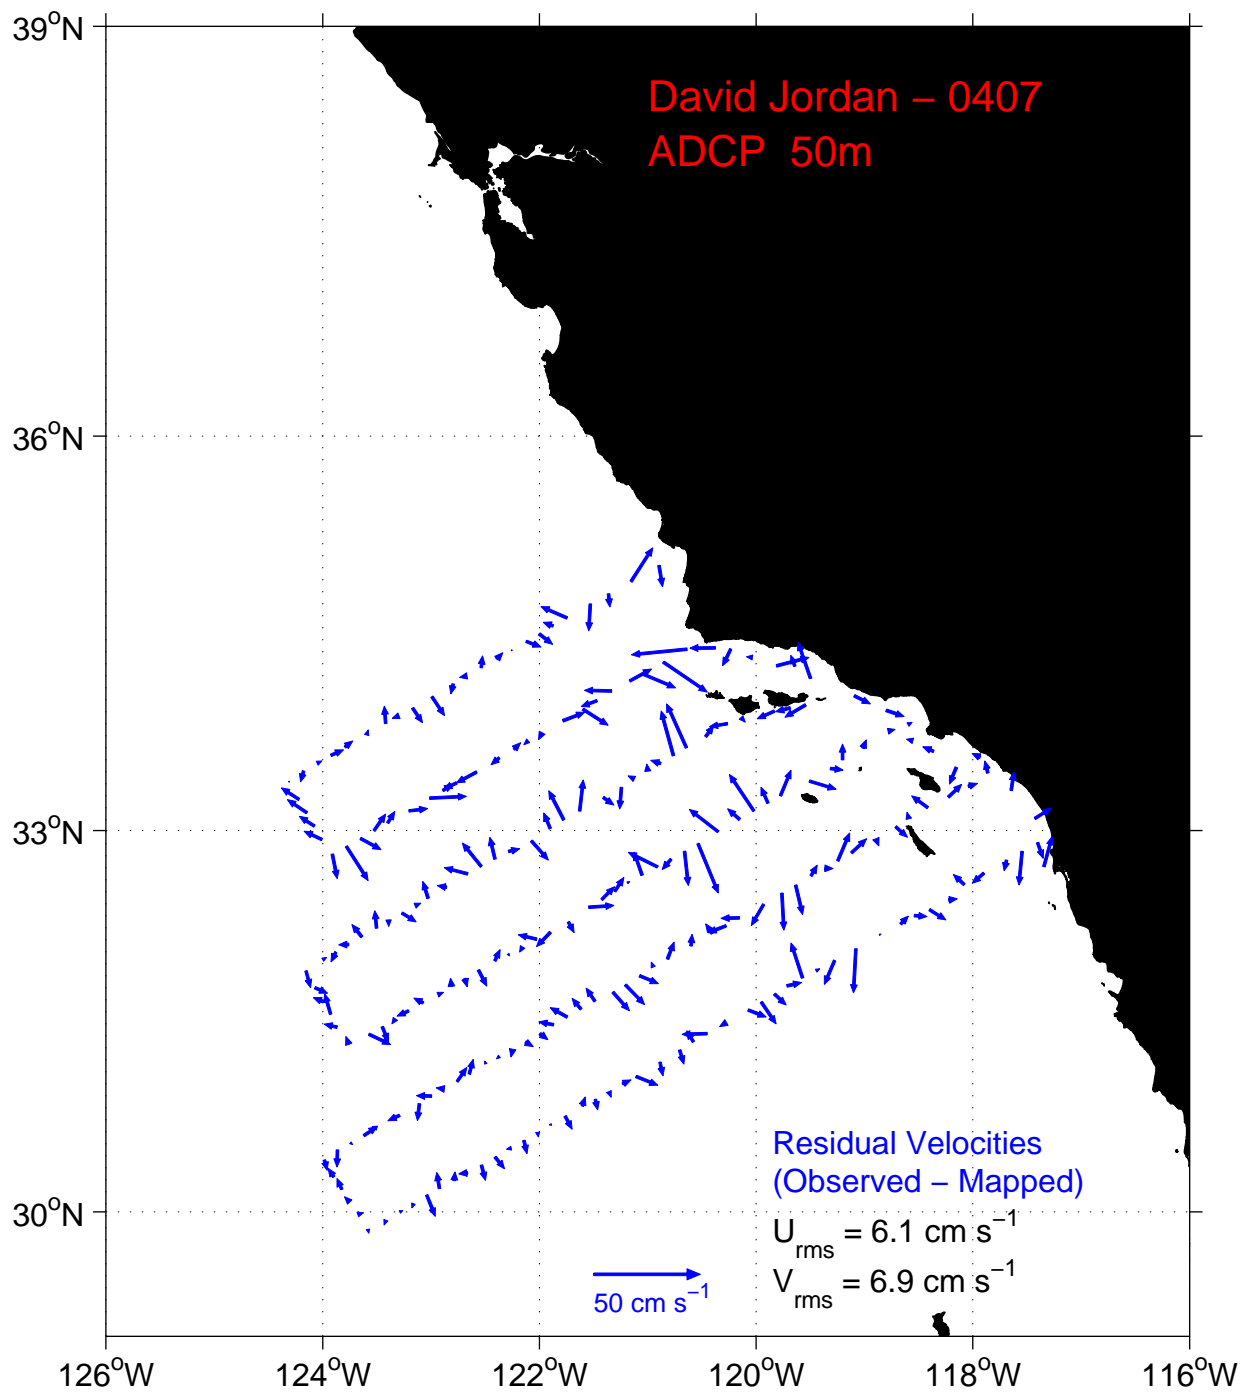 39°N
David Jordan – 0407
ADCP 50m
36°N
33°N
30°N
Residual Velocities
(Observed – Mapped)
U_rms = 6.1 cm s⁻¹
V_rms = 6.9 cm s⁻¹
50 cm s⁻¹
126°W 124°W 122°W 120°W 118°W 116°W